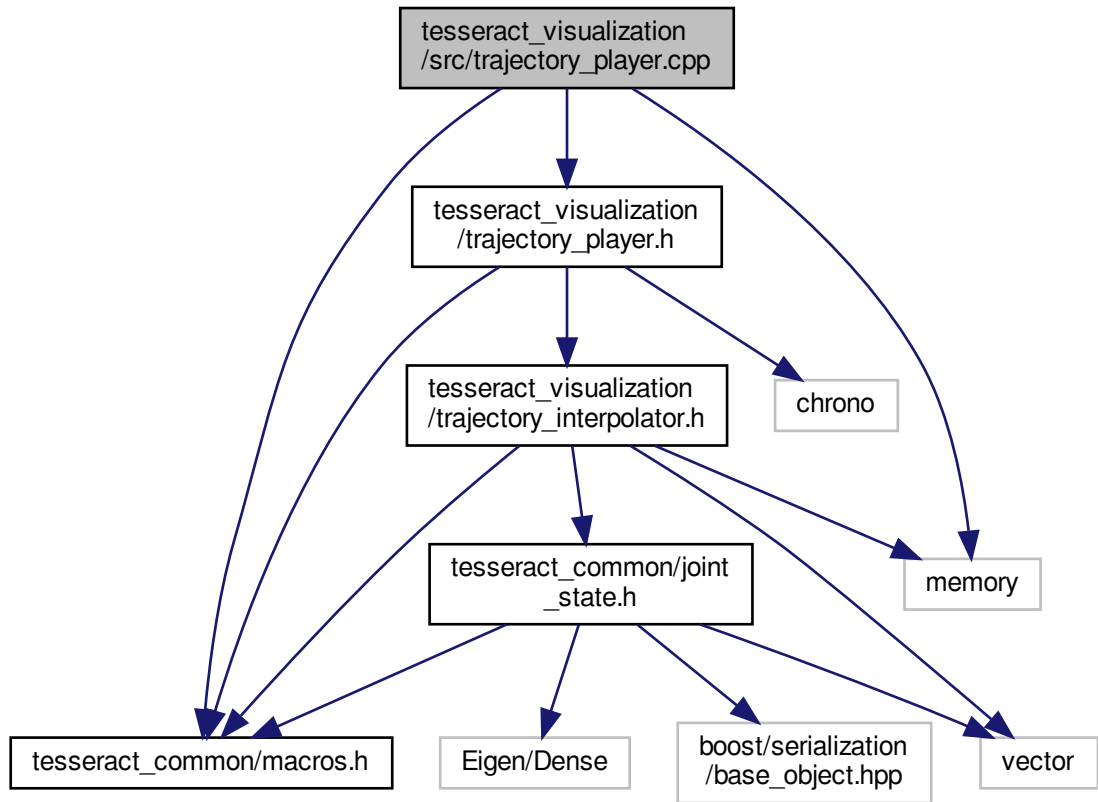 tesseract_visualization
/src/trajectory_player.cpp
tesseract_visualization
/trajectory_player.h
tesseract_visualization
/trajectory_interpolator.h
chrono
tesseract_common/joint
_state.h
memory
tesseract_common/macros.h
Eigen/Dense
boost/serialization
/base_object.hpp
vector